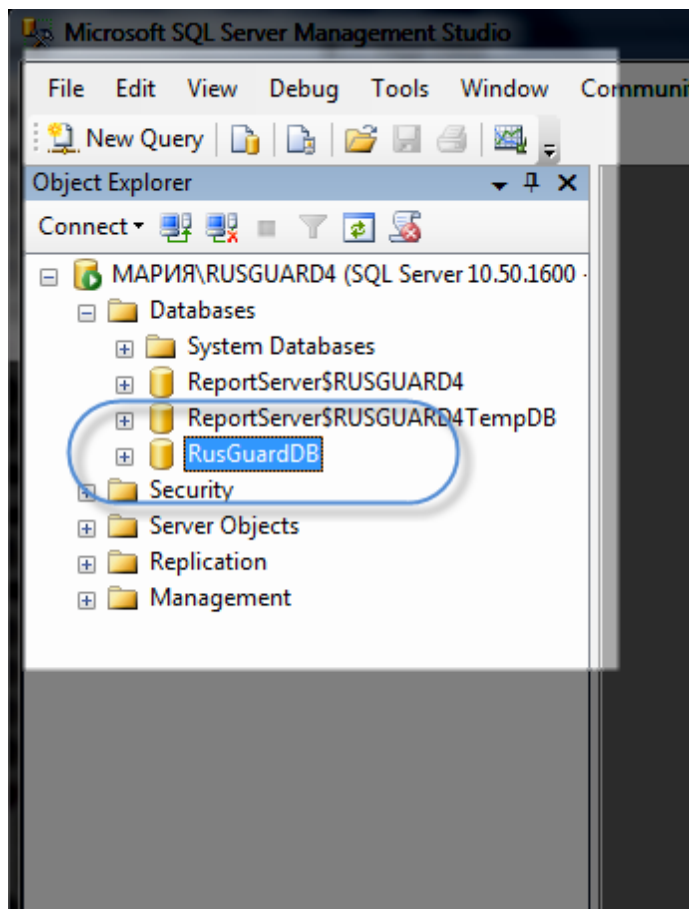 Microsoft SQL Server Management Studio
File Edit View Debug Tools Window Communi
New Query
Object Explorer
Connect
МАРИЯ\RUSGUARD4 (SQL Server 10.50.1600 -
Databases
System Databases
ReportServer$RUSGUARD4
ReportServer$RUSGUARD4TempDB
RusGuardDB
Security
Server Objects
Replication
Management